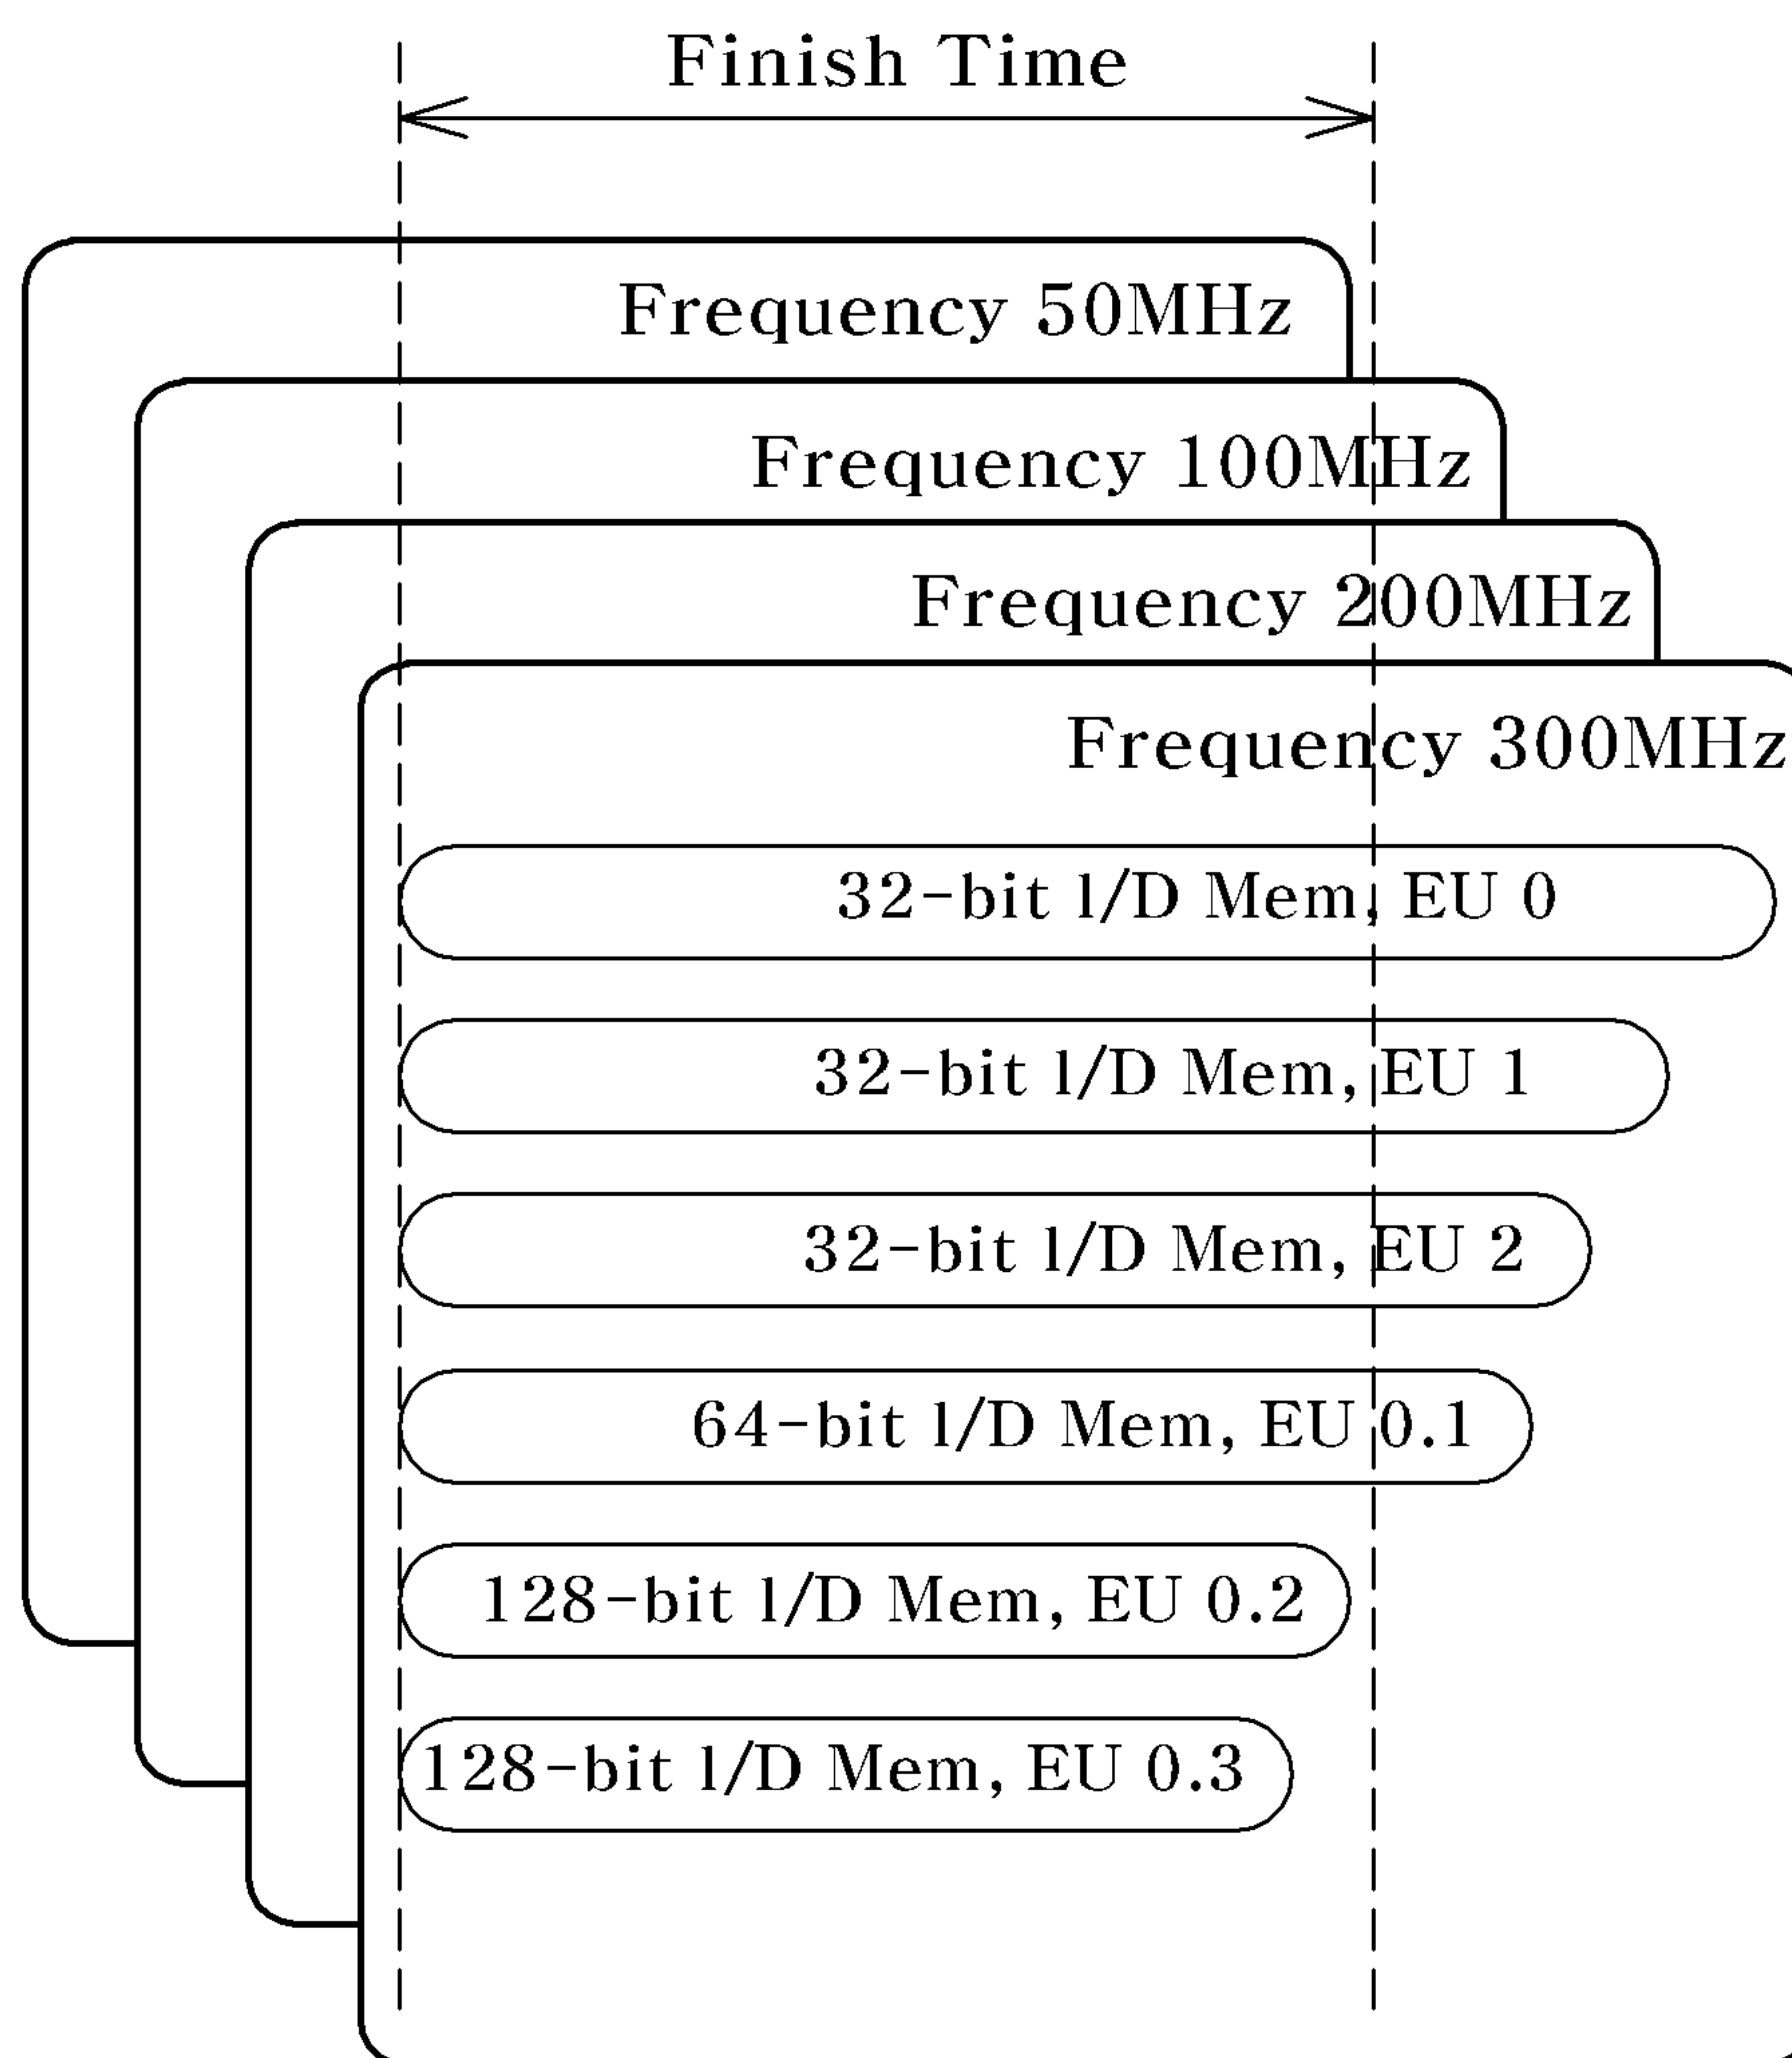 Finish Time
Frequency 50MHz
Frequency 100MHz
Frequency 200MHz
Frequency 300MHz
32-bit l/D Mem, EU 0
32-bit l/D Mem, EU 1
32-bit l/D Mem, EU 2
64-bit l/D Mem, EU 0.1
128-bit l/D Mem, EU 0.2
128-bit l/D Mem, EU 0.3